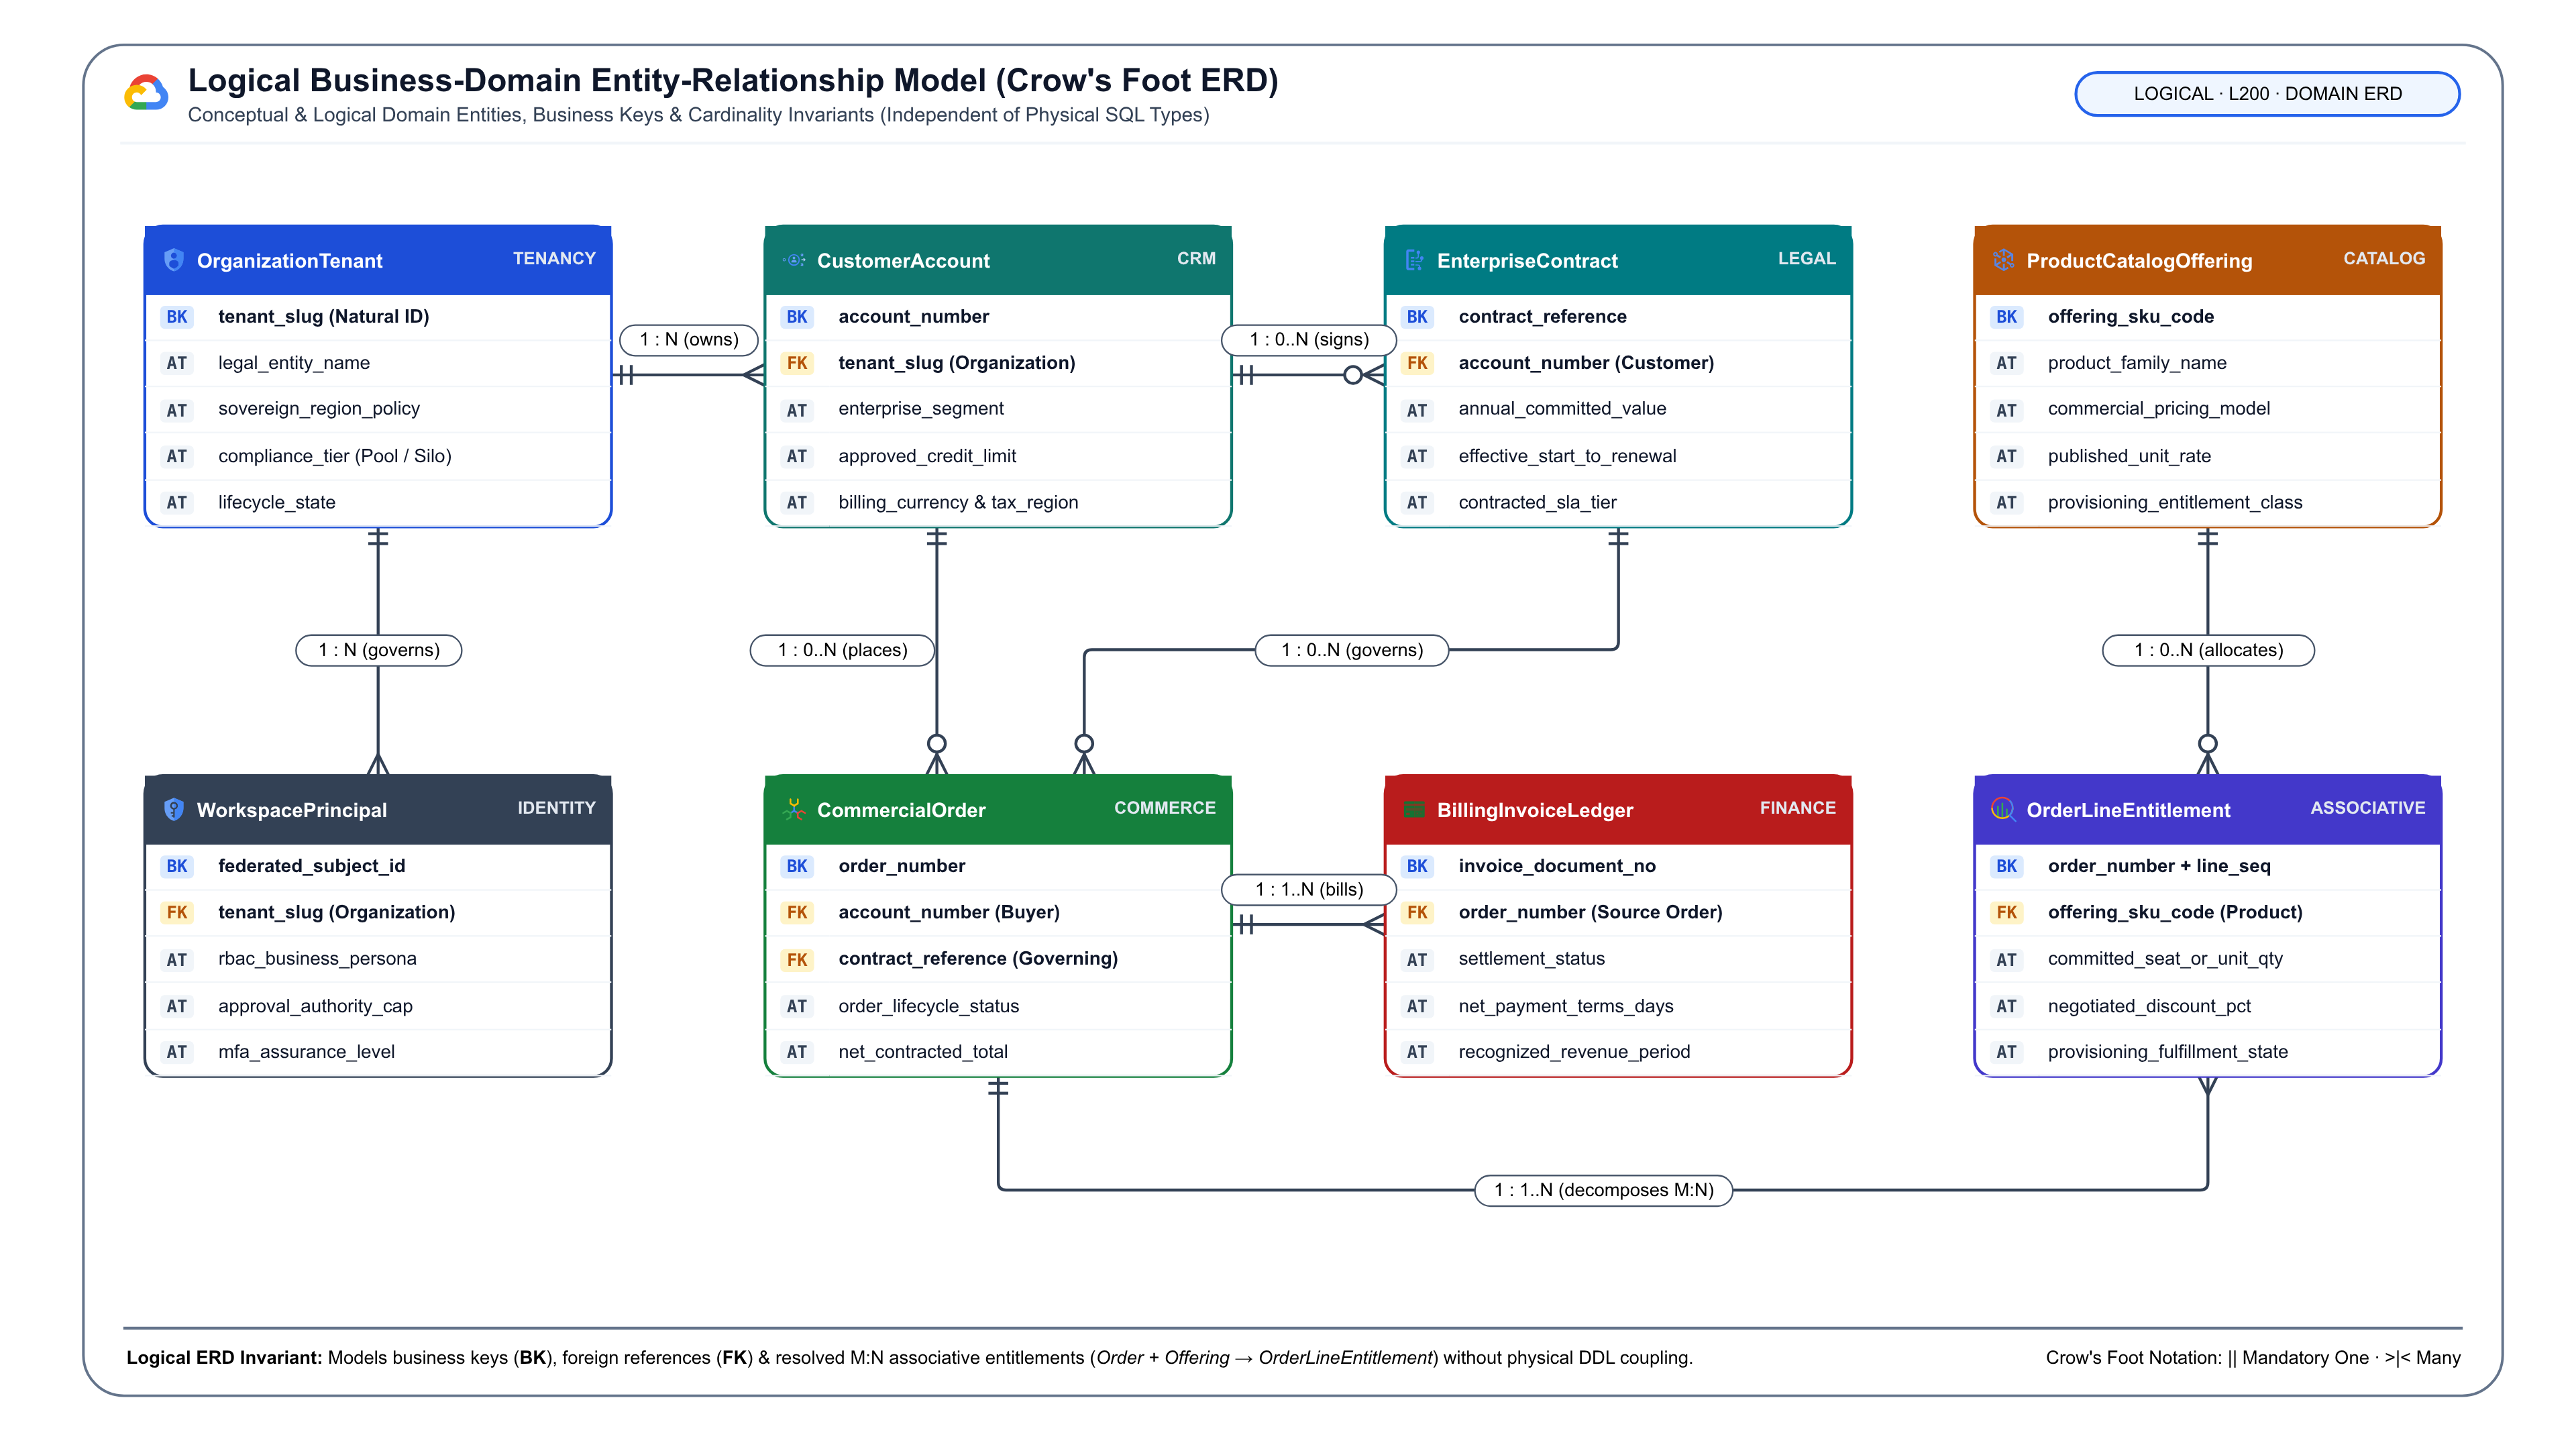 Logical Business-Domain Entity-Relationship Model (Crow's Foot ERD)
Conceptual & Logical Domain Entities, Business Keys & Cardinality Invariants (Independent of Physical SQL Types)
LOGICAL · L200 · DOMAIN ERD
OrganizationTenant TENANCY
BK tenant_slug (Natural ID)
AT legal_entity_name
AT sovereign_region_policy
AT compliance_tier (Pool / Silo)
AT lifecycle_state
1 : N (owns)
CustomerAccount CRM
BK account_number
FK tenant_slug (Organization)
AT enterprise_segment
AT approved_credit_limit
AT billing_currency & tax_region
1 : 0..N (signs)
EnterpriseContract LEGAL
BK contract_reference
FK account_number (Customer)
AT annual_committed_value
AT effective_start_to_renewal
AT contracted_sla_tier
ProductCatalogOffering CATALOG
BK offering_sku_code
AT product_family_name
AT commercial_pricing_model
AT published_unit_rate
AT provisioning_entitlement_class
1 : N (governs)
1 : 0..N (places)
1 : 0..N (governs)
1 : 0..N (allocates)
WorkspacePrincipal IDENTITY
BK federated_subject_id
FK tenant_slug (Organization)
AT rbac_business_persona
AT approval_authority_cap
AT mfa_assurance_level
CommercialOrder COMMERCE
BK order_number
FK account_number (Buyer)
FK contract_reference (Governing)
AT order_lifecycle_status
AT net_contracted_total
1 : 1..N (bills)
BillingInvoiceLedger FINANCE
BK invoice_document_no
FK order_number (Source Order)
AT settlement_status
AT net_payment_terms_days
AT recognized_revenue_period
OrderLineEntitlement ASSOCIATIVE
BK order_number + line_seq
FK offering_sku_code (Product)
AT committed_seat_or_unit_qty
AT negotiated_discount_pct
AT provisioning_fulfillment_state
1 : 1..N (decomposes M:N)
Logical ERD Invariant: Models business keys (BK), foreign references (FK) & resolved M:N associative entitlements (Order + Offering → OrderLineEntitlement) without physical DDL coupling.
Crow's Foot Notation: || Mandatory One · >|< Many